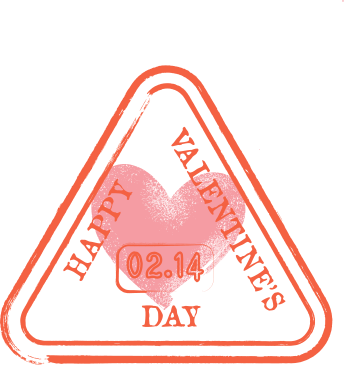 HAPPY
VALENTINE'S
02.14
DAY